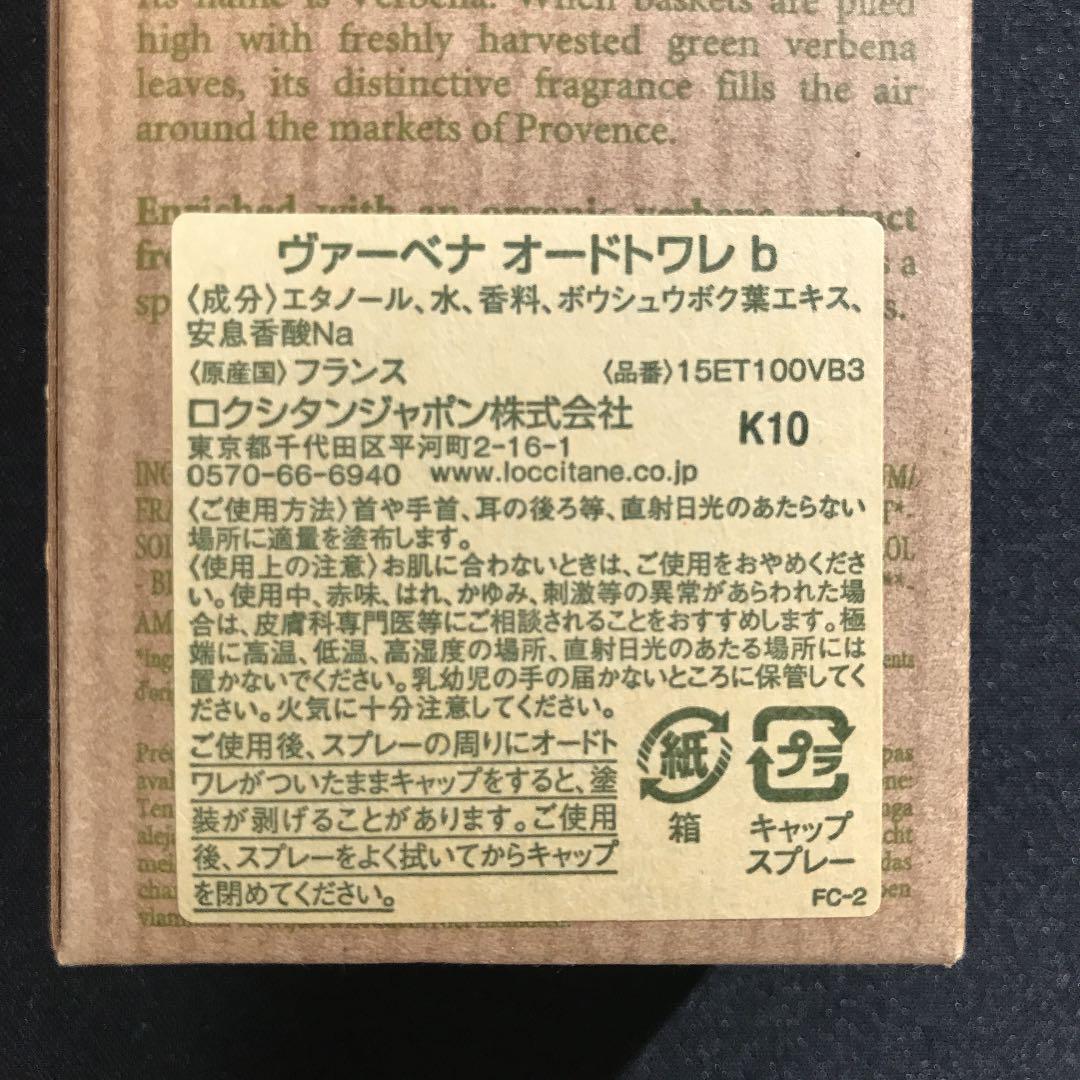 Its name is Verbena. When baskets are piled
high with freshly harvested green verbena
leaves, its distinctive fragrance fills the air
around the markets of Provence.
Enriched with an organic verbena extract
s a
sp
s.
ヴァーベナ オードトワレ b
〈成分〉エタノール、水、香料、ボウシュウボク葉エキス、
安息香酸Na
〈原産国〉フランス 〈品番〉15ET100VB3
ロクシタンジャポン株式会社 K10
東京都千代田区平河町2-16-1
0570-66-6940 www.loccitane.co.jp
〈ご使用方法〉首や手首、耳の後ろ等、直射日光のあたらない
場所に適量を塗布します。
〈使用上の注意〉お肌に合わないときは、ご使用をおやめくださ
い。使用中、赤味、はれ、かゆみ、刺激等の異常があらわれた場
合は、皮膚科専門医等にご相談されることをおすすめします。極
端に高温、低温、高湿度の場所、直射日光のあたる場所には
置かないでください。乳幼児の手の届かないところに保管してく
ださい。火気に十分注意してください。
ご使用後、スプレーの周りにオードト
ワレがついたままキャップをすると、塗
装が剥げることがあります。ご使用
後、スプレーをよく拭いてからキャップ
を閉めてください。
紙 プラ
箱 キャップ
スプレー
FC-2